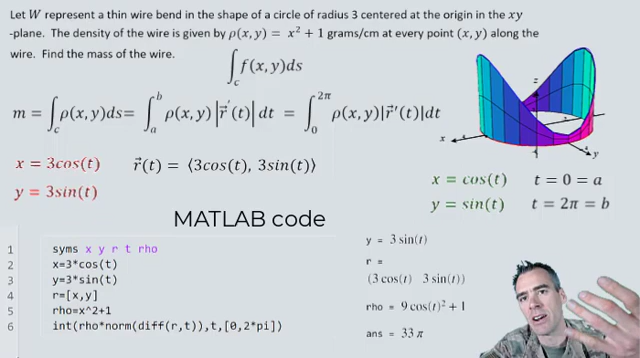 Let W represent a thin wire bend in the shape of a circle of radius 3 centered at the origin in the xy
-plane. The density of the wire is given by ρ(x, y) = x² + 1 grams/cm at every point (x, y) along the
wire. Find the mass of the wire.
∫_c f(x, y)ds
m = ∫_c ρ(x, y)ds= ∫_a^b ρ(x, y) |r⃗′(t)| dt = ∫_0^2π ρ(x, y)|r⃗′(t)|dt
x = 3cos(t)
r⃗(t) = ⟨3cos(t), 3sin(t)⟩
y = 3sin(t)
z
x
y
x = cos(t) t = 0 = a
y = sin(t) t = 2π = b
MATLAB code
1 syms x y r t rho
2 x=3*cos(t)
3 y=3*sin(t)
4 r=[x,y]
5 rho=x^2+1
6 int(rho*norm(diff(r,t)),t,[0,2*pi])
y = 3 sin(t)
r =
(3 cos(t) 3 sin(t))
rho = 9 cos(t)² + 1
ans = 33 π